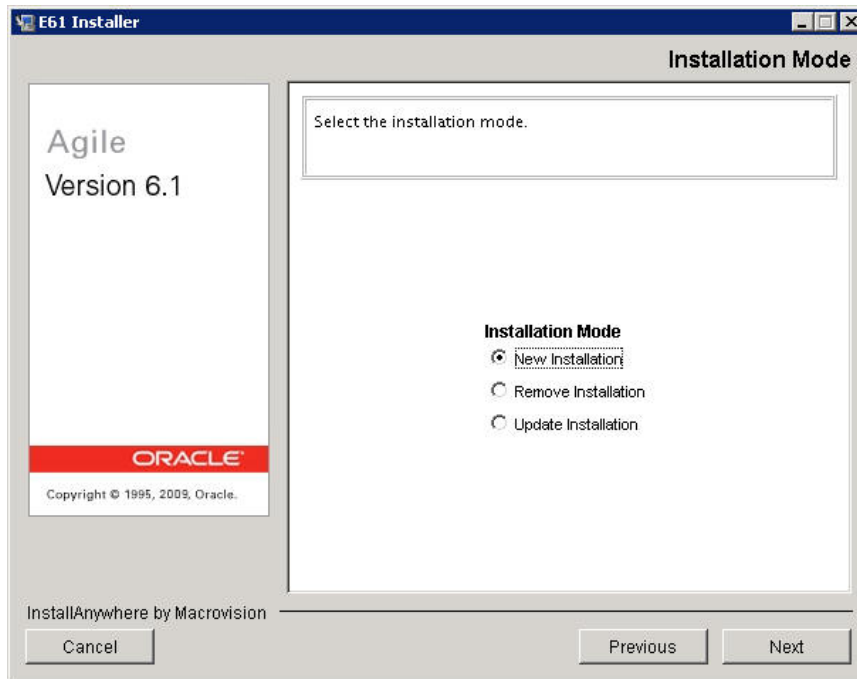 E61 Installer
Installation Mode
Agile
Version 6.1
ORACLE
Copyright © 1995, 2009, Oracle.
Select the installation mode.
Installation Mode
New Installation
Remove Installation
Update Installation
InstallAnywhere by Macrovision
Cancel
Previous
Next